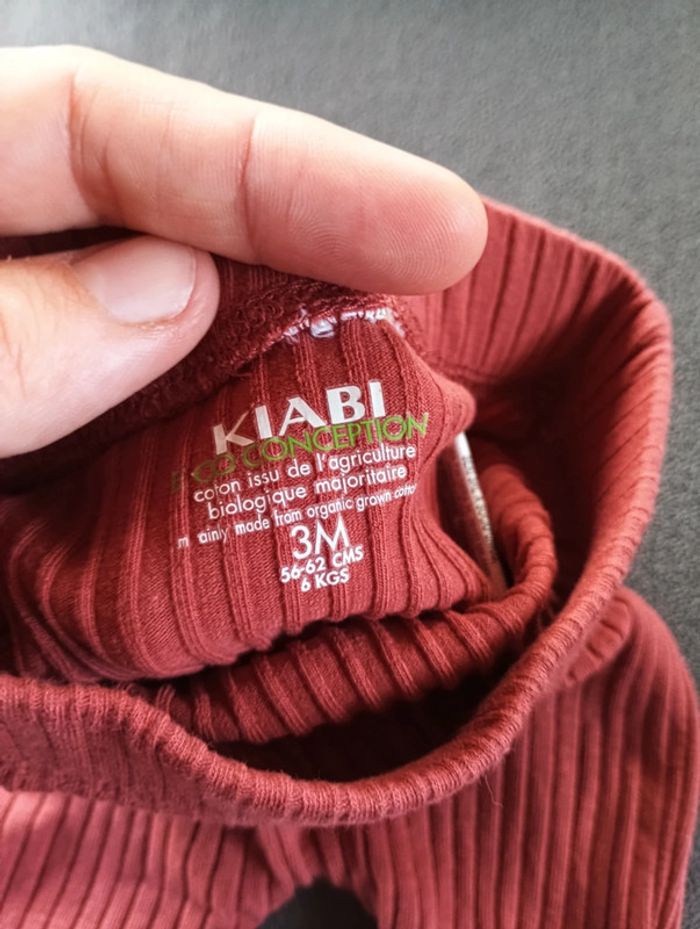 KIABI
ECO CONCEPTION
coton issu de l'agriculture
biologique majoritaire
mainly made from organic grown cotton
3M
56-62 CMS
6 KGS